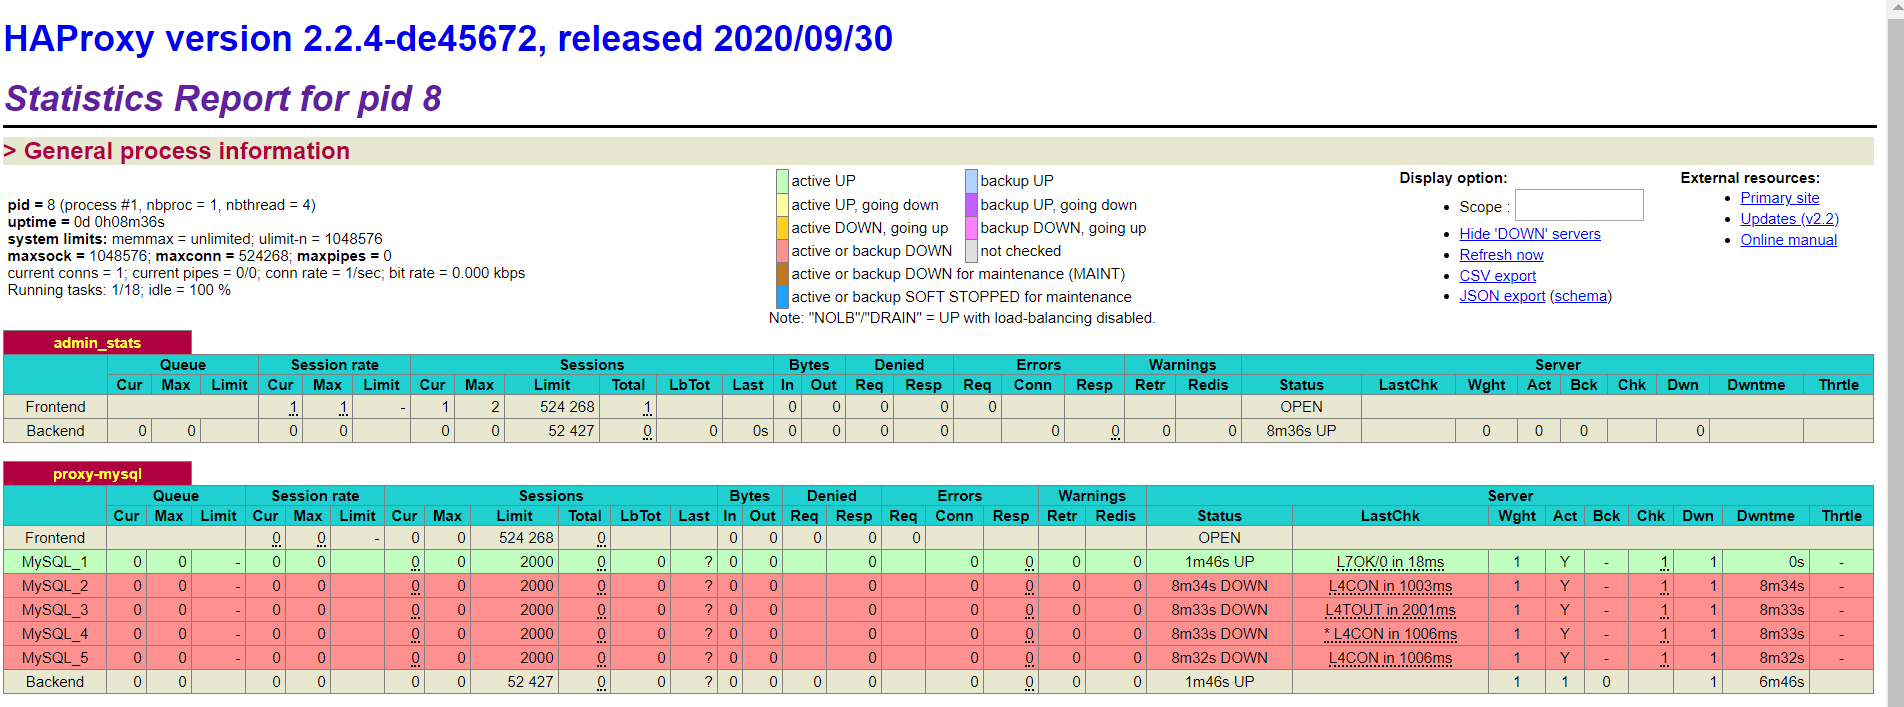 HAProxy version 2.2.4-de45672, released 2020/09/30
Statistics Report for pid 8
> General process information
pid = 8 (process #1, nbproc = 1, nbthread = 4)
uptime = 0d 0h08m36s
system limits: memmax = unlimited; ulimit-n = 1048576
maxsock = 1048576; maxconn = 524268; maxpipes = 0
current conns = 1; current pipes = 0/0; conn rate = 1/sec; bit rate = 0.000 kbps
Running tasks: 1/18; idle = 100 %
active UP backup UP
active UP, going down backup UP, going down
active DOWN, going up backup DOWN, going up
active or backup DOWN not checked
active or backup DOWN for maintenance (MAINT)
active or backup SOFT STOPPED for maintenance
Note: "NOLB"/"DRAIN" = UP with load-balancing disabled.
Display option:
Scope :
Hide 'DOWN' servers
Refresh now
CSV export
JSON export (schema)
External resources:
Primary site
Updates (v2.2)
Online manual
admin_stats
Queue Session rate Sessions Bytes Denied Errors Warnings Server
Cur Max Limit Cur Max Limit Cur Max Limit Total LbTot Last In Out Req Resp Req Conn Resp Retr Redis Status LastChk Wght Act Bck Chk Dwn Dwntme Thrtle
Frontend 1 1 - 1 2 524 268 1 0 0 0 0 0 OPEN
Backend 0 0 0 0 0 0 52 427 0 0 0s 0 0 0 0 0 0 0 0 8m36s UP 0 0 0 0
proxy-mysql
Queue Session rate Sessions Bytes Denied Errors Warnings Server
Cur Max Limit Cur Max Limit Cur Max Limit Total LbTot Last In Out Req Resp Req Conn Resp Retr Redis Status LastChk Wght Act Bck Chk Dwn Dwntme Thrtle
Frontend 0 0 - 0 0 524 268 0 0 0 0 0 0 OPEN
MySQL_1 0 0 - 0 0 0 0 2000 0 0 ? 0 0 0 0 0 0 0 1m46s UP L7OK/0 in 18ms 1 Y - 1 1 0s -
MySQL_2 0 0 - 0 0 0 0 2000 0 0 ? 0 0 0 0 0 0 0 8m34s DOWN L4CON in 1003ms 1 Y - 1 1 8m34s -
MySQL_3 0 0 - 0 0 0 0 2000 0 0 ? 0 0 0 0 0 0 0 8m33s DOWN L4TOUT in 2001ms 1 Y - 1 1 8m33s -
MySQL_4 0 0 - 0 0 0 0 2000 0 0 ? 0 0 0 0 0 0 0 8m33s DOWN * L4CON in 1006ms 1 Y - 1 1 8m33s -
MySQL_5 0 0 - 0 0 0 0 2000 0 0 ? 0 0 0 0 0 0 0 8m32s DOWN L4CON in 1006ms 1 Y - 1 1 8m32s -
Backend 0 0 0 0 0 0 52 427 0 0 ? 0 0 0 0 0 0 0 0 1m46s UP 1 1 0 1 6m46s